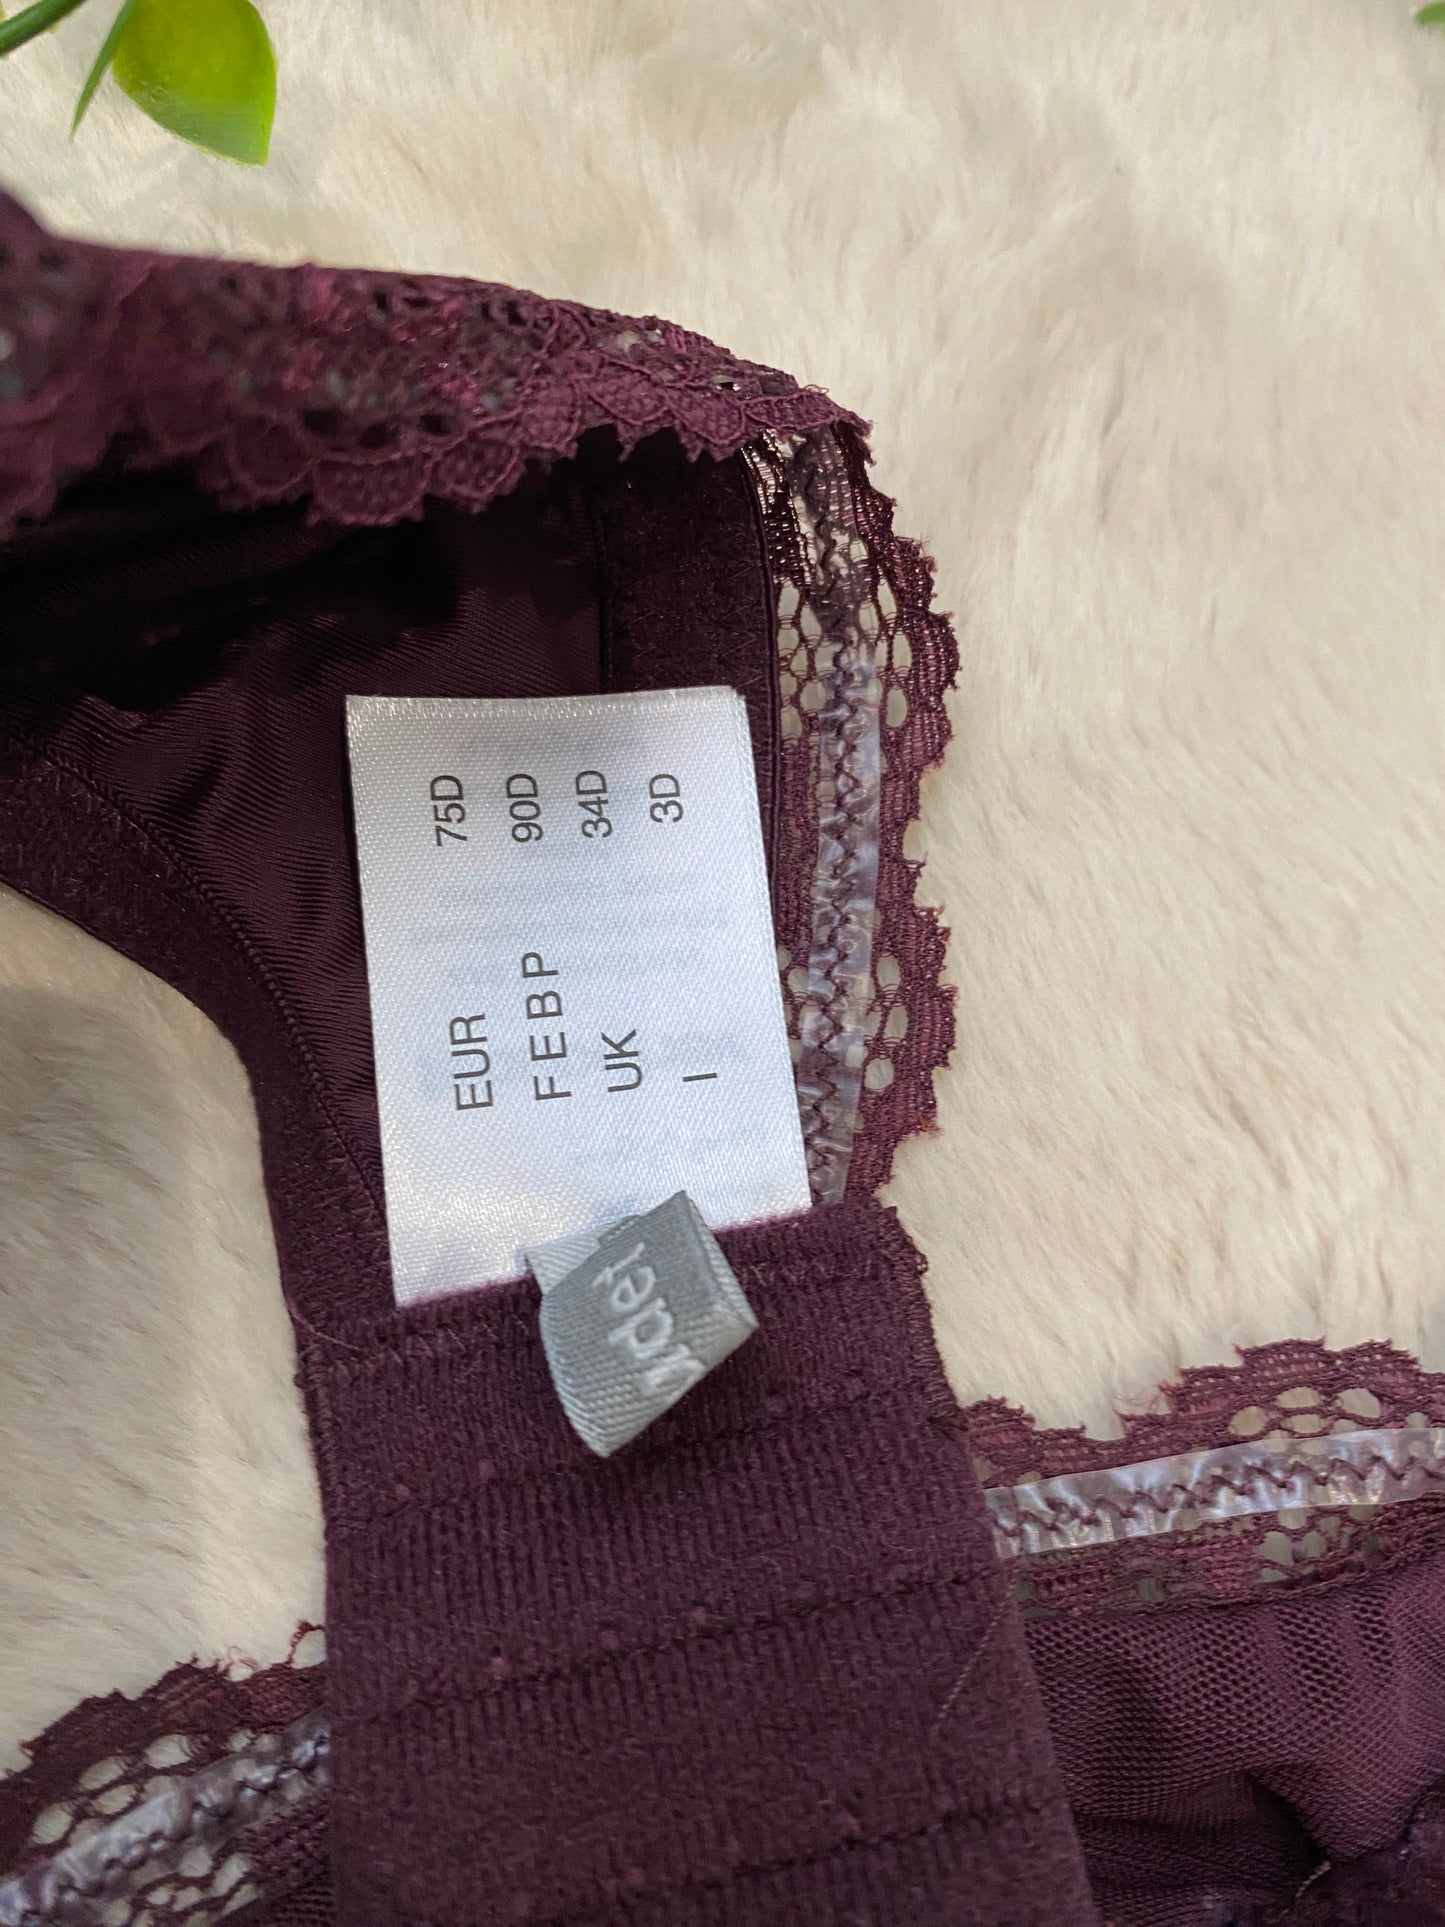 EUR 75D
F E B P 90D
UK 34D
I 3D